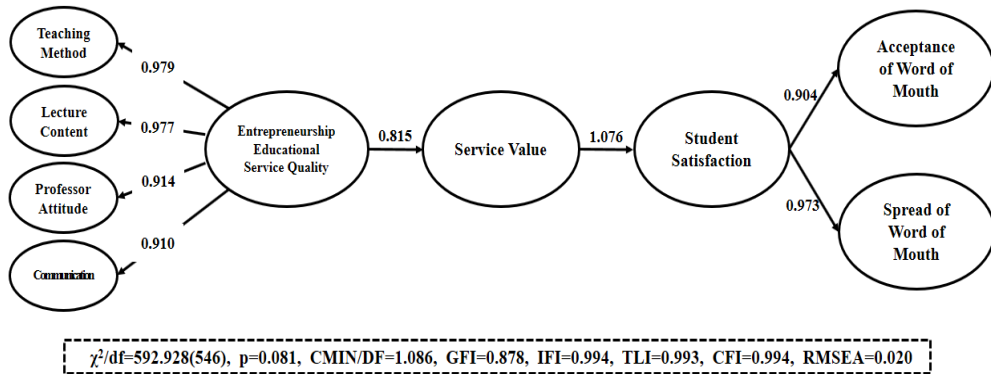 Teaching
Method
0.979
Lecture
Content
0.977
Professor
Attitude
0.914
Communication
0.910
Entrepreneurship
Educational
Service Quality
0.815
Service Value
1.076
Student
Satisfaction
0.904
Acceptance
of Word of
Mouth
0.973
Spread of
Word of
Mouth
χ²/df=592.928(546), p=0.081, CMIN/DF=1.086, GFI=0.878, IFI=0.994, TLI=0.993, CFI=0.994, RMSEA=0.020